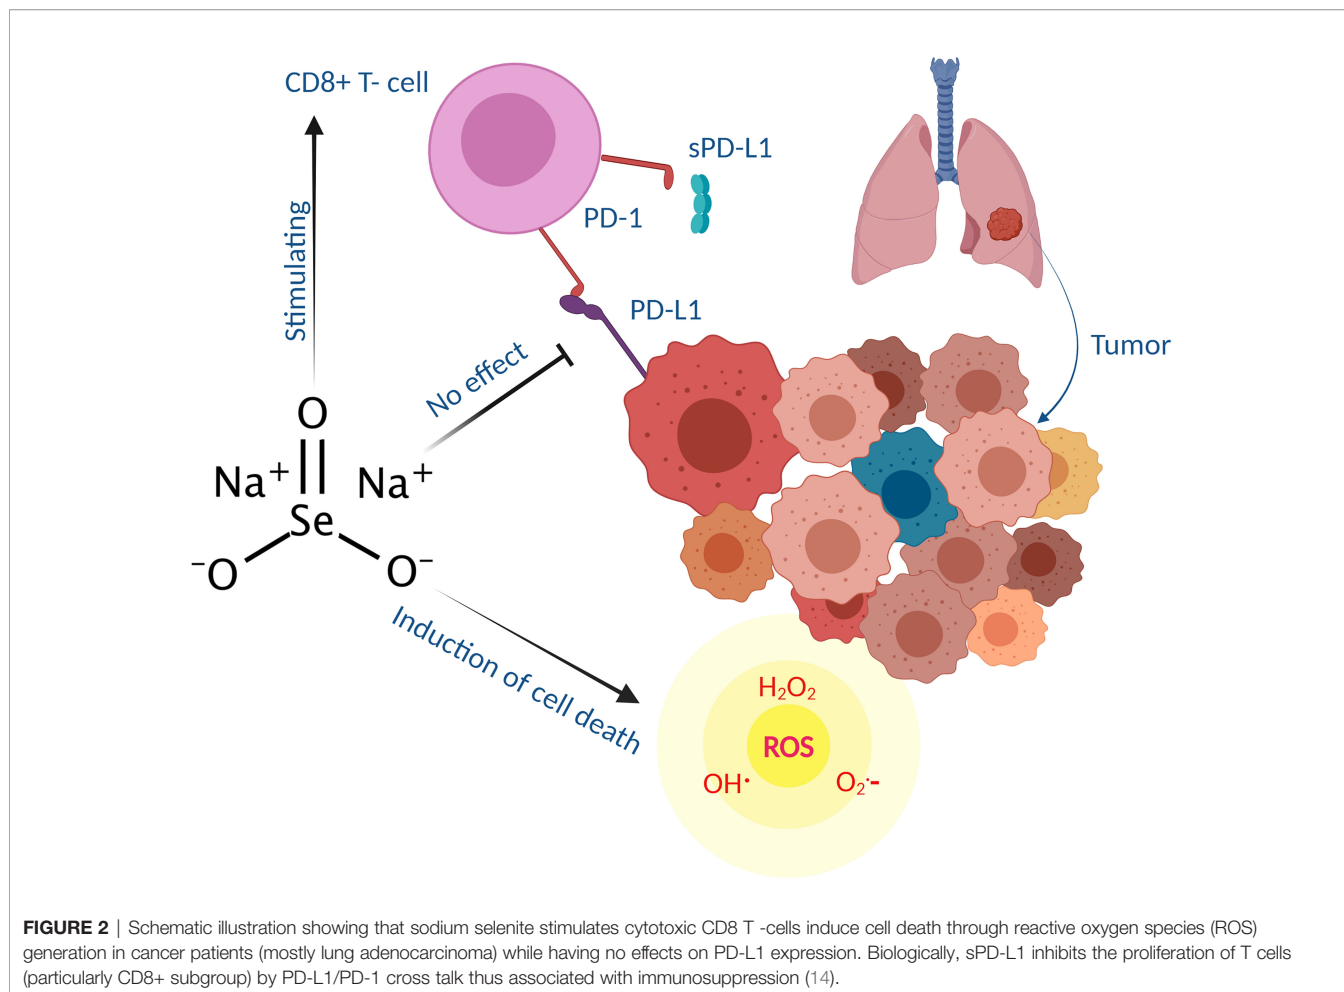 CD8+ T- cell
sPD-L1
PD-1
Stimulating
PD-L1
Tumor
No effect
O
Na+ Na+
Se
⁻O O⁻
Induction of cell death
H₂O₂
ROS
OH˙ O₂˙⁻
FIGURE 2 | Schematic illustration showing that sodium selenite stimulates cytotoxic CD8 T -cells induce cell death through reactive oxygen species (ROS)
generation in cancer patients (mostly lung adenocarcinoma) while having no effects on PD-L1 expression. Biologically, sPD-L1 inhibits the proliferation of T cells
(particularly CD8+ subgroup) by PD-L1/PD-1 cross talk thus associated with immunosuppression (14).